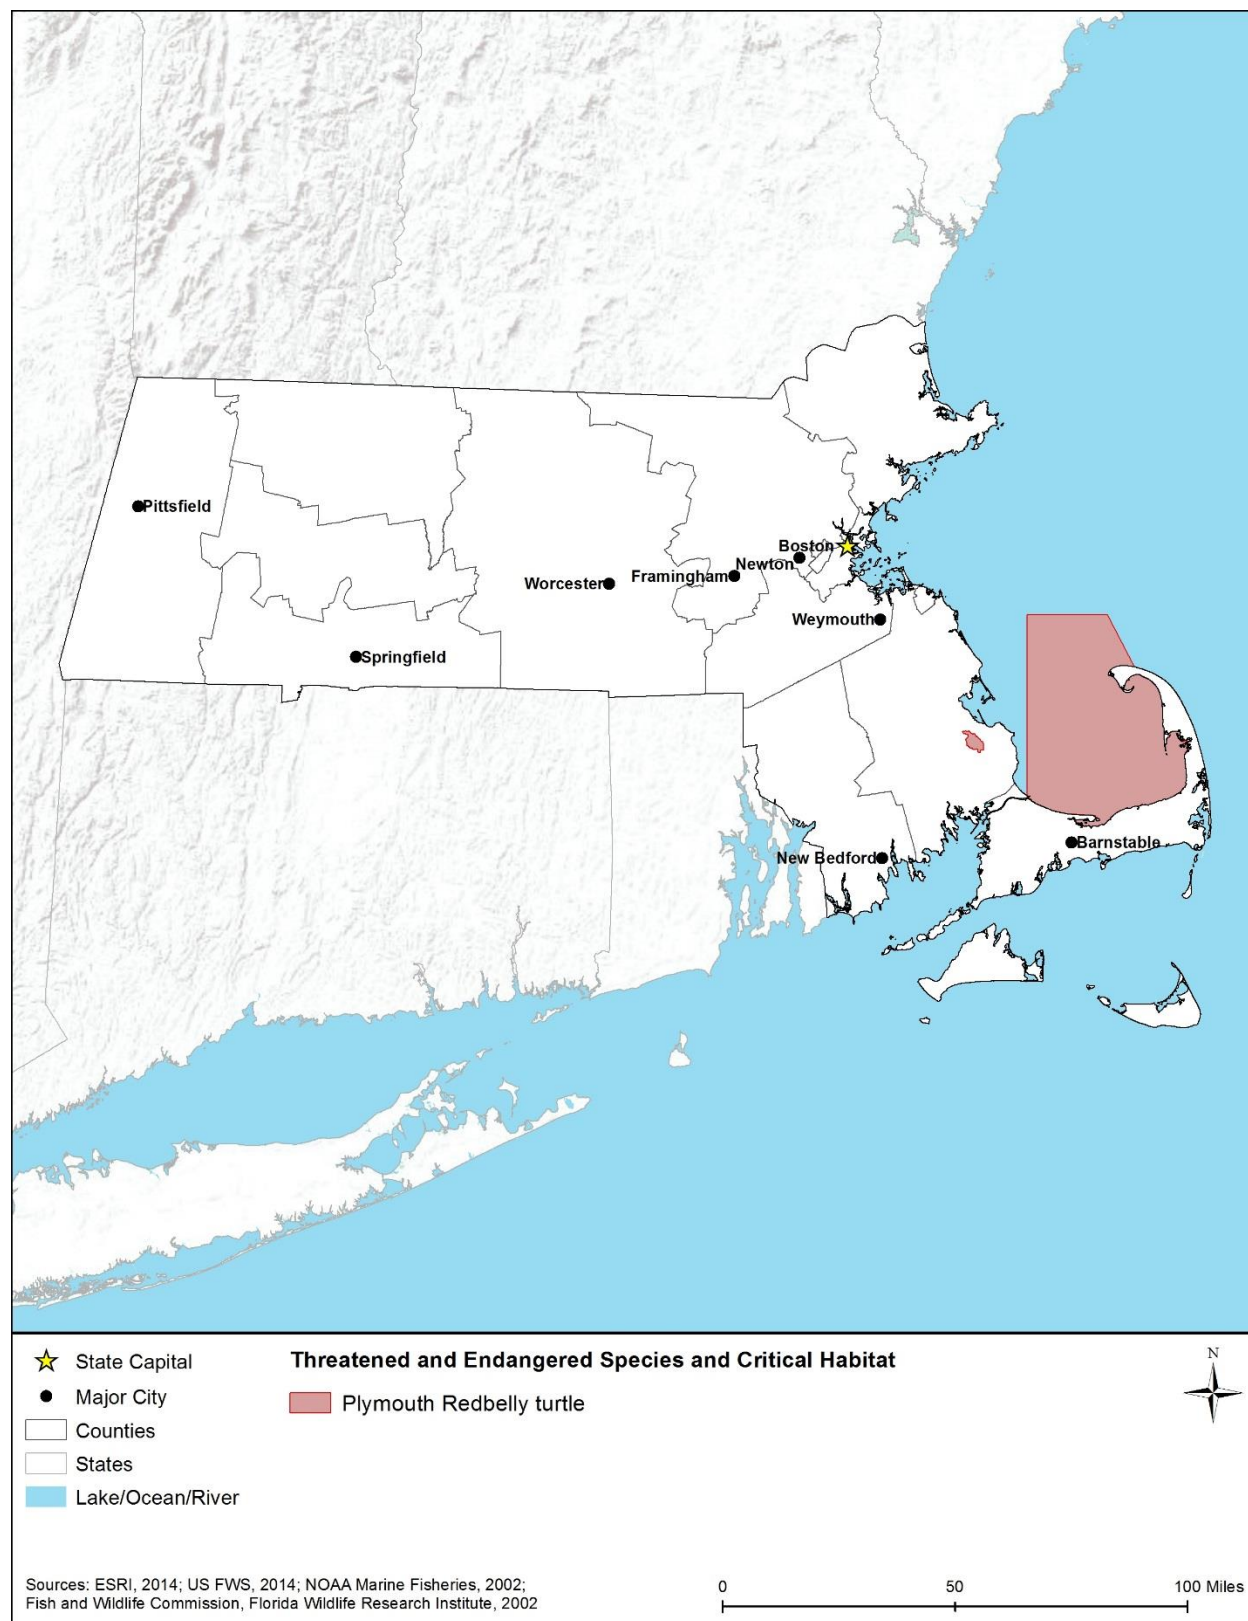 Pittsfield
Boston
Newton
Framingham
Worcester
Weymouth
Springfield
New Bedford
Barnstable
State Capital
Major City
Counties
States
Lake/Ocean/River
Threatened and Endangered Species and Critical Habitat
Plymouth Redbelly turtle
N
Sources: ESRI, 2014; US FWS, 2014; NOAA Marine Fisheries, 2002;
Fish and Wildlife Commission, Florida Wildlife Research Institute, 2002
0 50 100 Miles